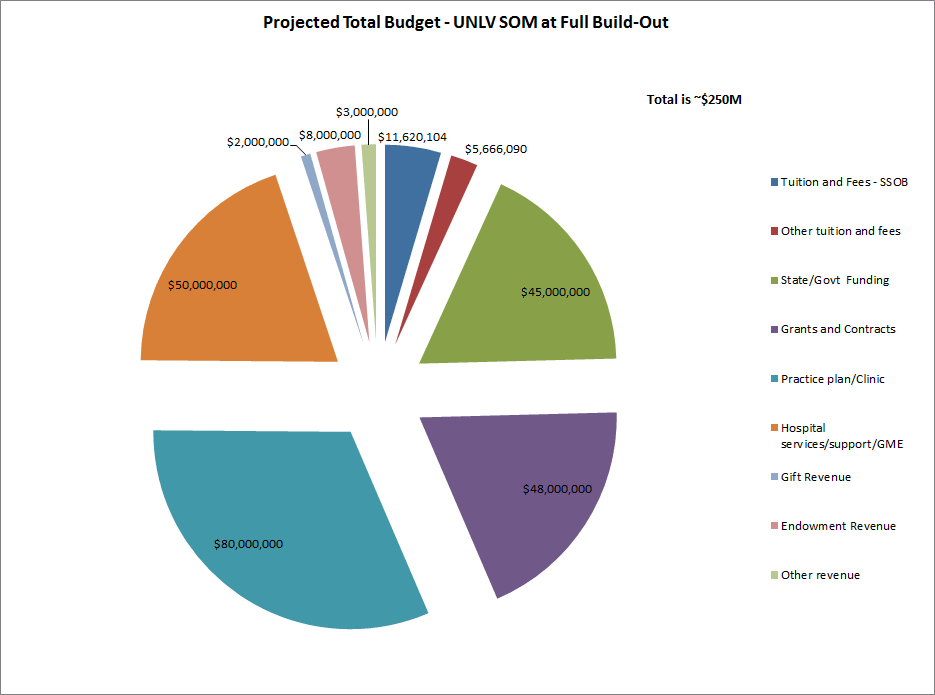 Projected Total Budget - UNLV SOM at Full Build-Out
Total is ~$250M
$3,000,000
$2,000,000
$8,000,000
$11,620,104
$5,666,090
$50,000,000
$45,000,000
$48,000,000
$80,000,000
Tuition and Fees - SSOB
Other tuition and fees
State/Govt  Funding
Grants and Contracts
Practice plan/Clinic
Hospital
services/support/GME
Gift Revenue
Endowment Revenue
Other revenue